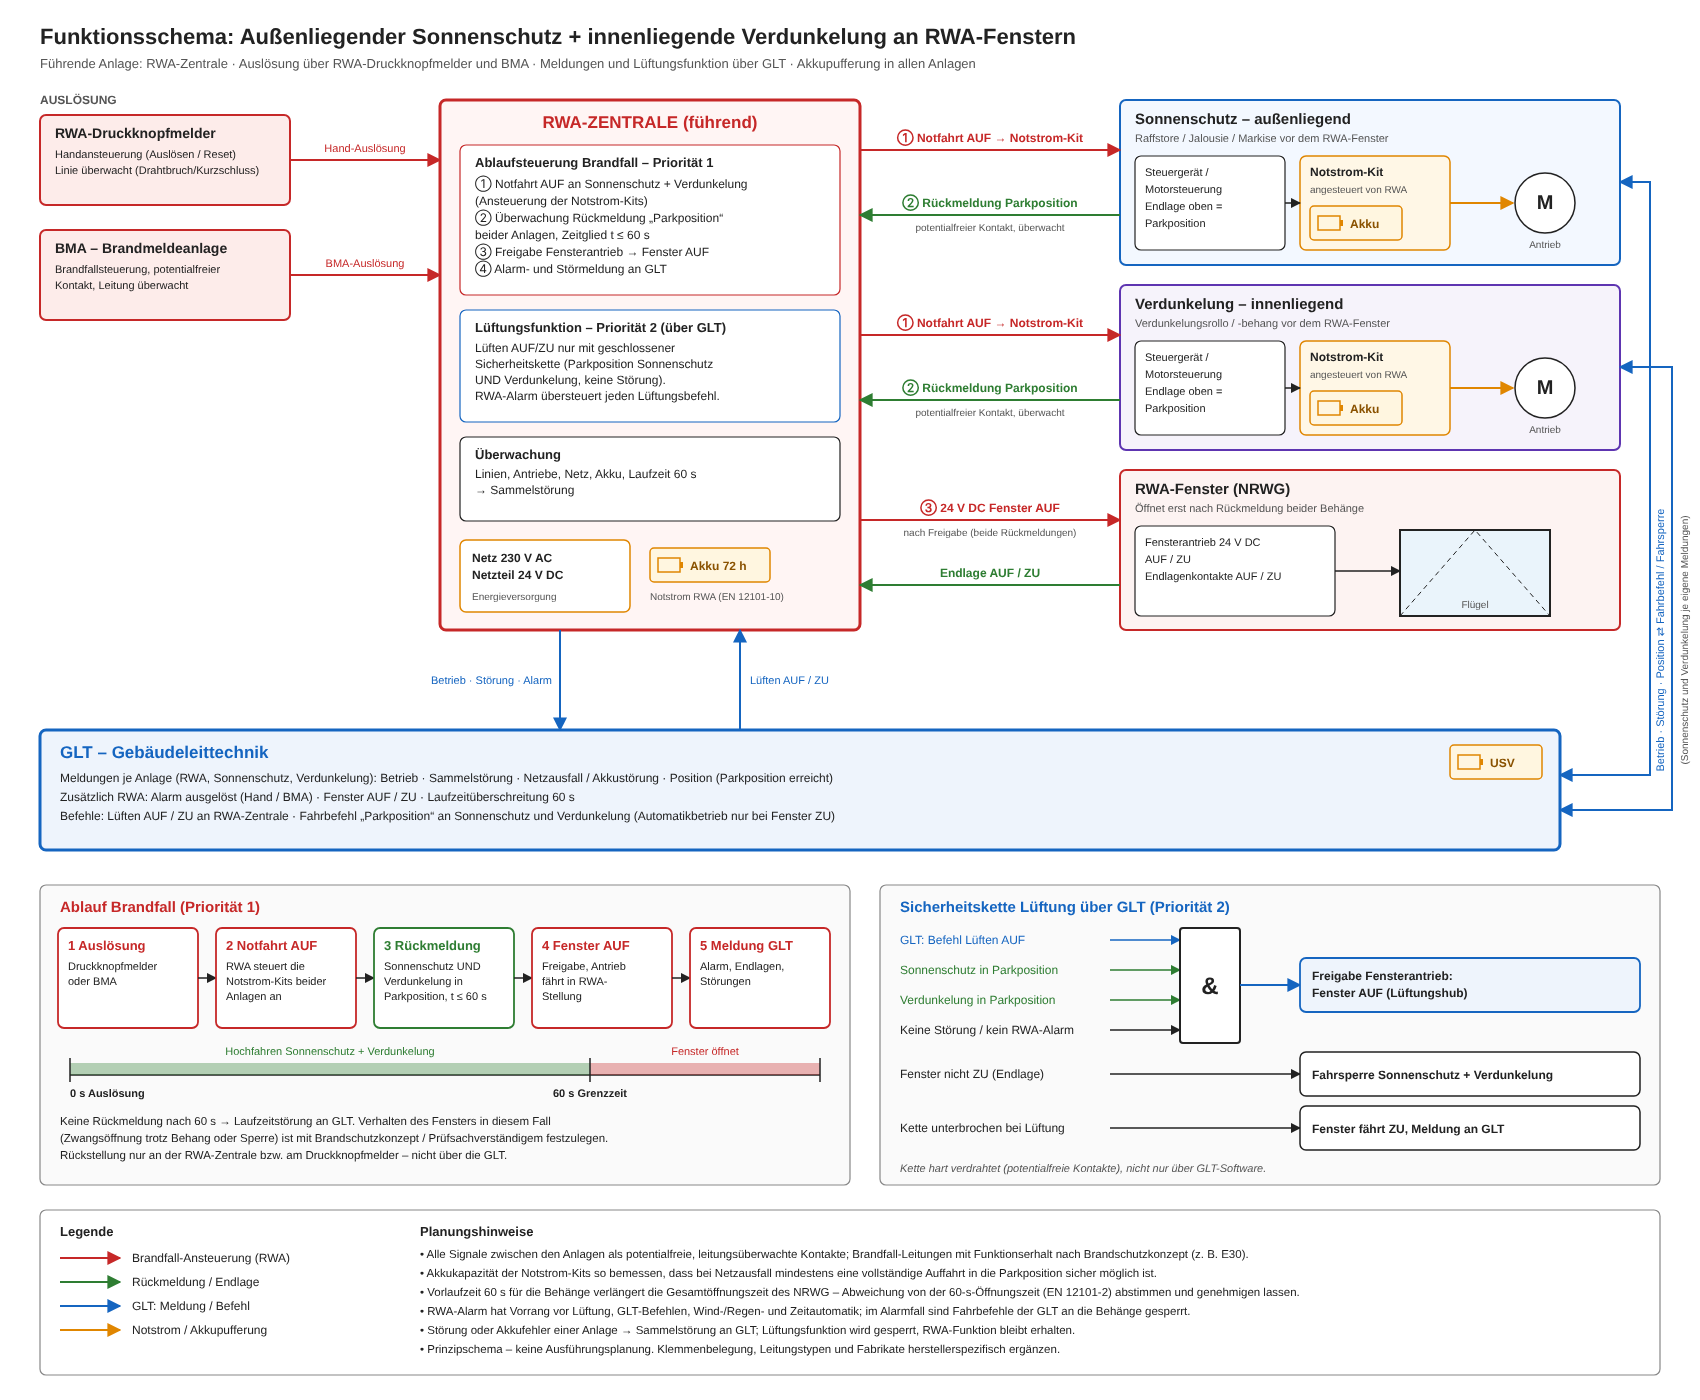 Funktionsschema: Außenliegender Sonnenschutz + innenliegende Verdunkelung an RWA-Fenstern
Führende Anlage: RWA-Zentrale · Auslösung über RWA-Druckknopfmelder und BMA · Meldungen und Lüftungsfunktion über GLT · Akkupufferung in allen Anlagen
AUSLÖSUNG
RWA-Druckknopfmelder
Handansteuerung (Auslösen / Reset)
Linie überwacht (Drahtbruch/Kurzschluss)
Hand-Auslösung
BMA – Brandmeldeanlage
Brandfallsteuerung, potentialfreier
Kontakt, Leitung überwacht
BMA-Auslösung
RWA-ZENTRALE (führend)
Ablaufsteuerung Brandfall – Priorität 1
① Notfahrt AUF an Sonnenschutz + Verdunkelung
(Ansteuerung der Notstrom-Kits)
② Überwachung Rückmeldung „Parkposition“
beider Anlagen, Zeitglied t ≤ 60 s
③ Freigabe Fensterantrieb → Fenster AUF
④ Alarm- und Störmeldung an GLT
Lüftungsfunktion – Priorität 2 (über GLT)
Lüften AUF/ZU nur mit geschlossener
Sicherheitskette (Parkposition Sonnenschutz
UND Verdunkelung, keine Störung).
RWA-Alarm übersteuert jeden Lüftungsbefehl.
Überwachung
Linien, Antriebe, Netz, Akku, Laufzeit 60 s
→ Sammelstörung
Netz 230 V AC
Netzteil 24 V DC
Energieversorgung
Akku 72 h
Notstrom RWA (EN 12101-10)
① Notfahrt AUF → Notstrom-Kit
② Rückmeldung Parkposition
potentialfreier Kontakt, überwacht
① Notfahrt AUF → Notstrom-Kit
② Rückmeldung Parkposition
potentialfreier Kontakt, überwacht
③ 24 V DC Fenster AUF
nach Freigabe (beide Rückmeldungen)
Endlage AUF / ZU
Sonnenschutz – außenliegend
Raffstore / Jalousie / Markise vor dem RWA-Fenster
Steuergerät /
Motorsteuerung
Endlage oben =
Parkposition
Notstrom-Kit
angesteuert von RWA
Akku
M
Antrieb
Verdunkelung – innenliegend
Verdunkelungsrollo / -behang vor dem RWA-Fenster
Steuergerät /
Motorsteuerung
Endlage oben =
Parkposition
Notstrom-Kit
angesteuert von RWA
Akku
M
Antrieb
RWA-Fenster (NRWG)
Öffnet erst nach Rückmeldung beider Behänge
Fensterantrieb 24 V DC
AUF / ZU
Endlagenkontakte AUF / ZU
Flügel
Betrieb · Störung · Position ⇄ Fahrbefehl / Fahrsperre
(Sonnenschutz und Verdunkelung je eigene Meldungen)
Betrieb · Störung · Alarm
Lüften AUF / ZU
GLT – Gebäudeleittechnik
Meldungen je Anlage (RWA, Sonnenschutz, Verdunkelung): Betrieb · Sammelstörung · Netzausfall / Akkustörung · Position (Parkposition erreicht)
Zusätzlich RWA: Alarm ausgelöst (Hand / BMA) · Fenster AUF / ZU · Laufzeitüberschreitung 60 s
Befehle: Lüften AUF / ZU an RWA-Zentrale · Fahrbefehl „Parkposition“ an Sonnenschutz und Verdunkelung (Automatikbetrieb nur bei Fenster ZU)
USV
Ablauf Brandfall (Priorität 1)
1 Auslösung
Druckknopfmelder
oder BMA
2 Notfahrt AUF
RWA steuert die
Notstrom-Kits beider
Anlagen an
3 Rückmeldung
Sonnenschutz UND
Verdunkelung in
Parkposition, t ≤ 60 s
4 Fenster AUF
Freigabe, Antrieb
fährt in RWA-
Stellung
5 Meldung GLT
Alarm, Endlagen,
Störungen
Hochfahren Sonnenschutz + Verdunkelung
Fenster öffnet
0 s Auslösung
60 s Grenzzeit
Keine Rückmeldung nach 60 s → Laufzeitstörung an GLT. Verhalten des Fensters in diesem Fall
(Zwangsöffnung trotz Behang oder Sperre) ist mit Brandschutzkonzept / Prüfsachverständigem festzulegen.
Rückstellung nur an der RWA-Zentrale bzw. am Druckknopfmelder – nicht über die GLT.
Sicherheitskette Lüftung über GLT (Priorität 2)
GLT: Befehl Lüften AUF
Sonnenschutz in Parkposition
Verdunkelung in Parkposition
Keine Störung / kein RWA-Alarm
&
Freigabe Fensterantrieb:
Fenster AUF (Lüftungshub)
Fenster nicht ZU (Endlage)
Fahrsperre Sonnenschutz + Verdunkelung
Kette unterbrochen bei Lüftung
Fenster fährt ZU, Meldung an GLT
Kette hart verdrahtet (potentialfreie Kontakte), nicht nur über GLT-Software.
Legende
Brandfall-Ansteuerung (RWA)
Rückmeldung / Endlage
GLT: Meldung / Befehl
Notstrom / Akkupufferung
Planungshinweise
• Alle Signale zwischen den Anlagen als potentialfreie, leitungsüberwachte Kontakte; Brandfall-Leitungen mit Funktionserhalt nach Brandschutzkonzept (z. B. E30).
• Akkukapazität der Notstrom-Kits so bemessen, dass bei Netzausfall mindestens eine vollständige Auffahrt in die Parkposition sicher möglich ist.
• Vorlaufzeit 60 s für die Behänge verlängert die Gesamtöffnungszeit des NRWG – Abweichung von der 60-s-Öffnungszeit (EN 12101-2) abstimmen und genehmigen lassen.
• RWA-Alarm hat Vorrang vor Lüftung, GLT-Befehlen, Wind-/Regen- und Zeitautomatik; im Alarmfall sind Fahrbefehle der GLT an die Behänge gesperrt.
• Störung oder Akkufehler einer Anlage → Sammelstörung an GLT; Lüftungsfunktion wird gesperrt, RWA-Funktion bleibt erhalten.
• Prinzipschema – keine Ausführungsplanung. Klemmenbelegung, Leitungstypen und Fabrikate herstellerspezifisch ergänzen.